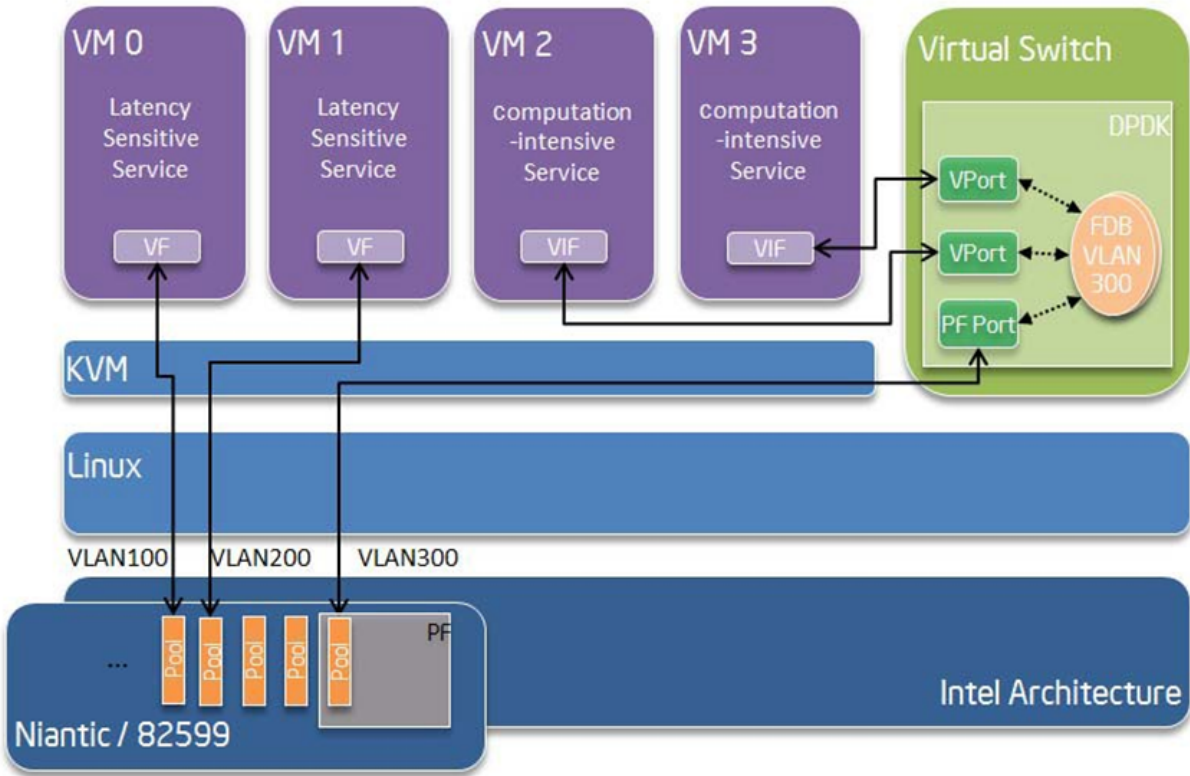 VM 0
Latency
Sensitive
Service
VF
VM 1
Latency
Sensitive
Service
VF
VM 2
computation
-intensive
Service
VIF
VM 3
computation
-intensive
Service
VIF
Virtual Switch
DPDK
VPort
VPort
PF Port
FDB
VLAN
300
KVM
Linux
VLAN100
VLAN200
VLAN300
...
Pool
Pool
Pool
Pool
Pool
PF
Niantic / 82599
Intel Architecture